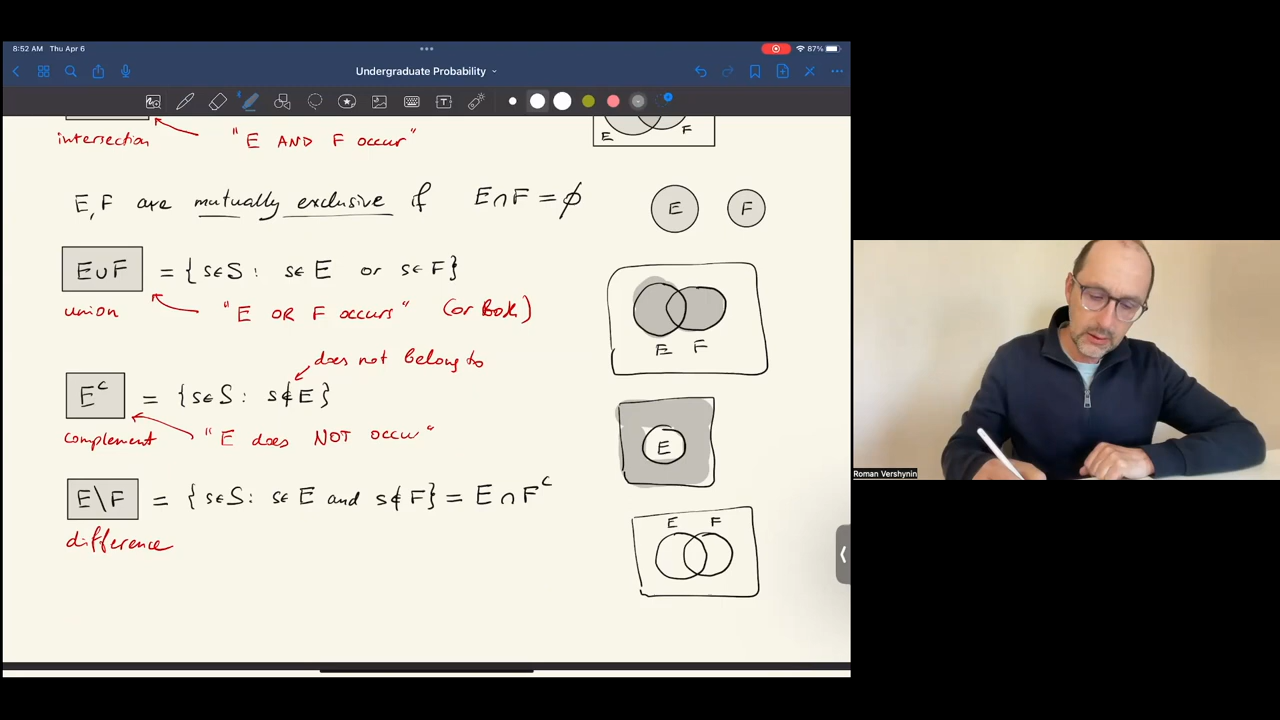 8:52 AM Thu Apr 6
87%
Undergraduate Probability
intersection
"E AND F occur"
E F
E,F are mutually exclusive if E∩F = ∅
E F
E∪F = {s∈S: s∈E or s∈F}
union
"E OR F occurs" (or Both)
E F
does not belong to
E^c = {s∈S: s∉E}
complement
"E does NOT occur"
E
E\F = {s∈S: s∈E and s∉F} = E∩F^c
difference
E F
Roman Vershynin